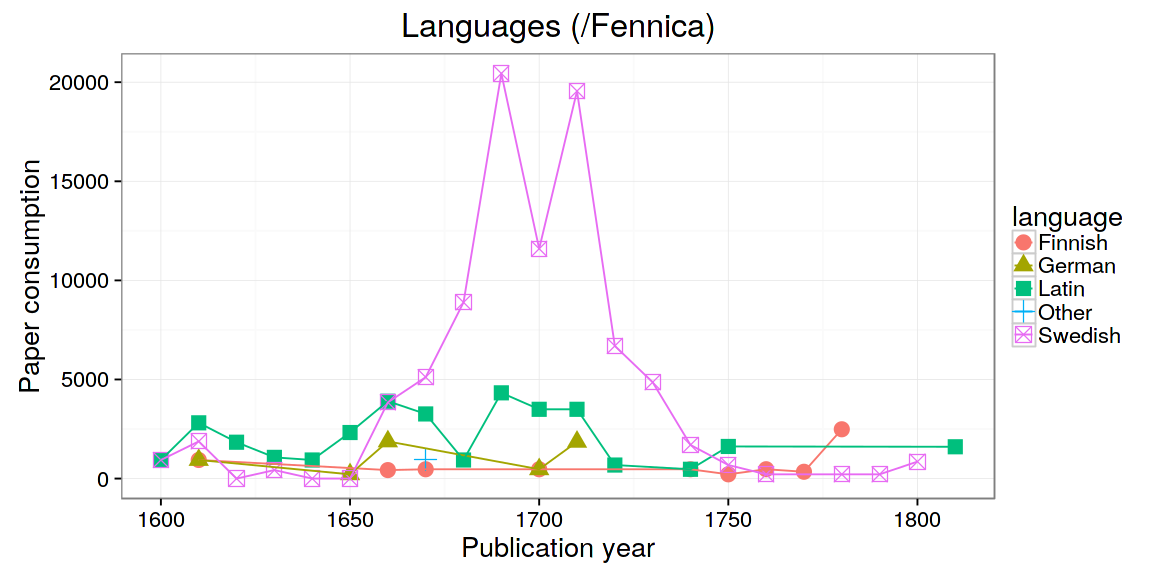 Languages (/Fennica)
Paper consumption
20000
15000
10000
5000
0
1600 1650 1700 1750 1800
Publication year
language
Finnish
German
Latin
Other
Swedish